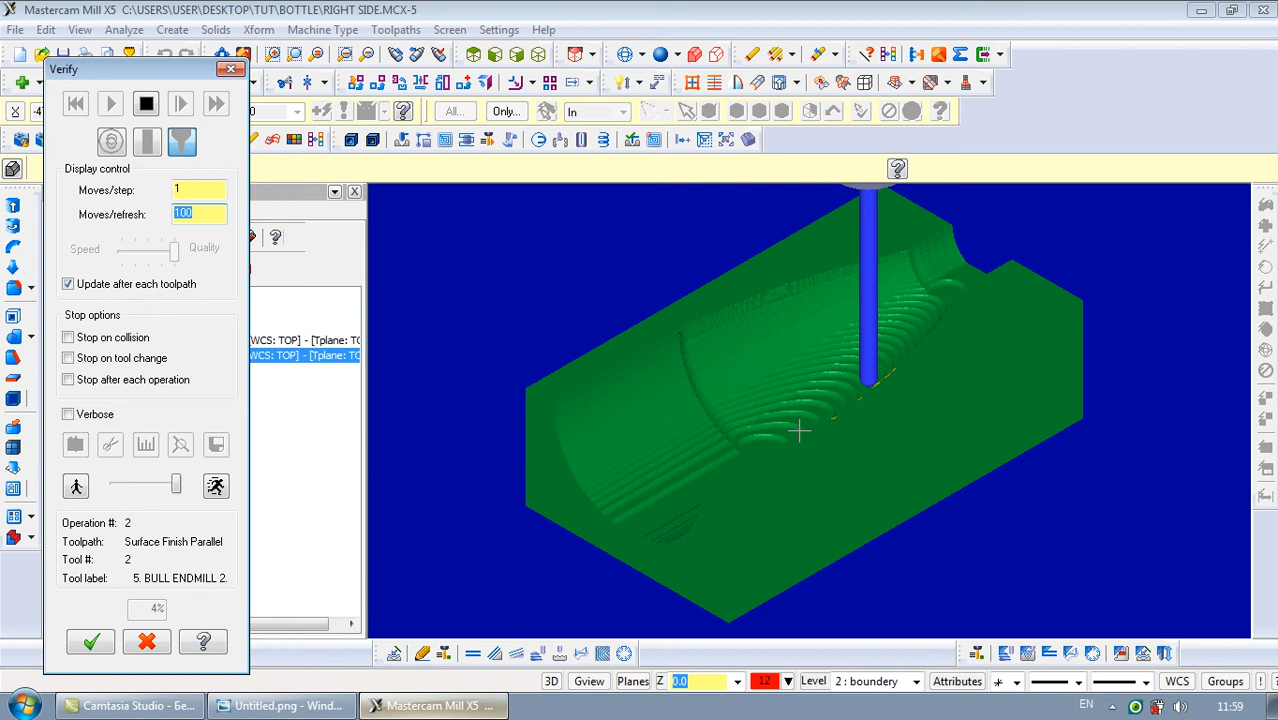 Mastercam Mill X5  C:\USERS\USER\DESKTOP\TUT\BOTTLE\RIGHT SIDE.MCX-5
File Edit View Analyze Create Solids Xform Machine Type Toolpaths Screen Settings Help
Verify
X
0
All...
Only...
In
Display control
Moves/step: 1
Moves/refresh: 100
Speed Quality
Update after each toolpath
Stop options
Stop on collision
Stop on tool change
Stop after each operation
Verbose
WCS: TOP] - [Tplane: TO
WCS: TOP] - [Tplane: TO
Operation #: 2
Toolpath: Surface Finish Parallel
Tool #: 2
Tool label: 5. BULL ENDMILL 2.
4%
3D Gview Planes Z 0.0 12 Level 2 : boundery Attributes WCS Groups
Camtasia Studio - Бе... Untitled.png - Wind... Mastercam Mill X5 ... EN 11:59